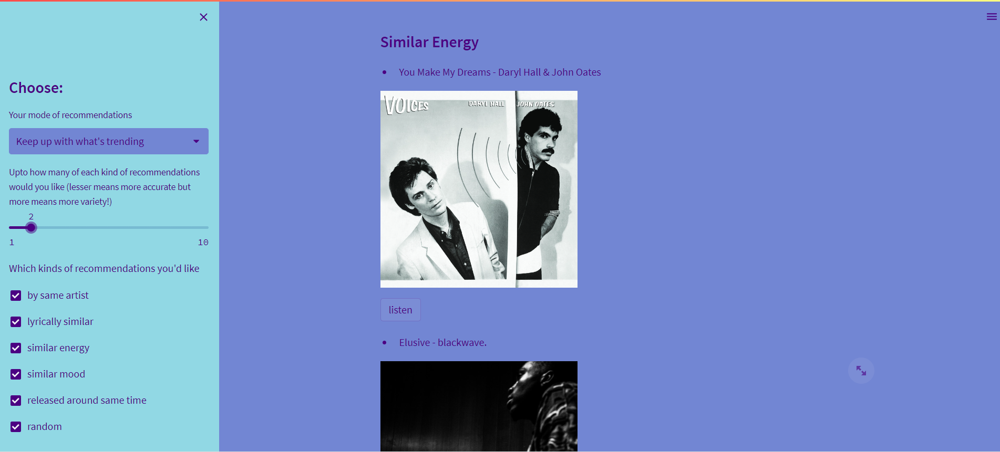 Choose:
Your mode of recommendations
Keep up with what's trending
Upto how many of each kind of recommendations
would you like (lesser means more accurate but
more means more variety!)
2
1
10
Which kinds of recommendations you'd like
by same artist
lyrically similar
similar energy
similar mood
released around same time
random
Similar Energy
You Make My Dreams - Daryl Hall & John Oates
VOICES
DARYL HALL
JOHN OATES
listen
Elusive - blackwave.